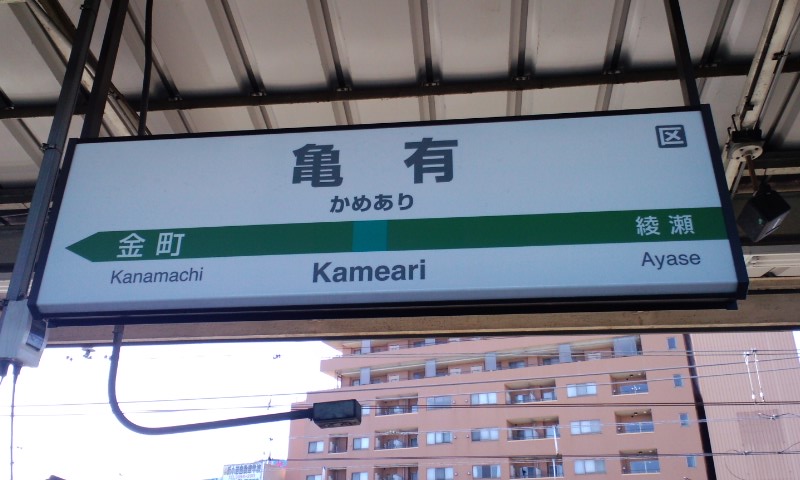 亀有
区
かめあり
金町
綾瀬
Kanamachi
Kameari
Ayase